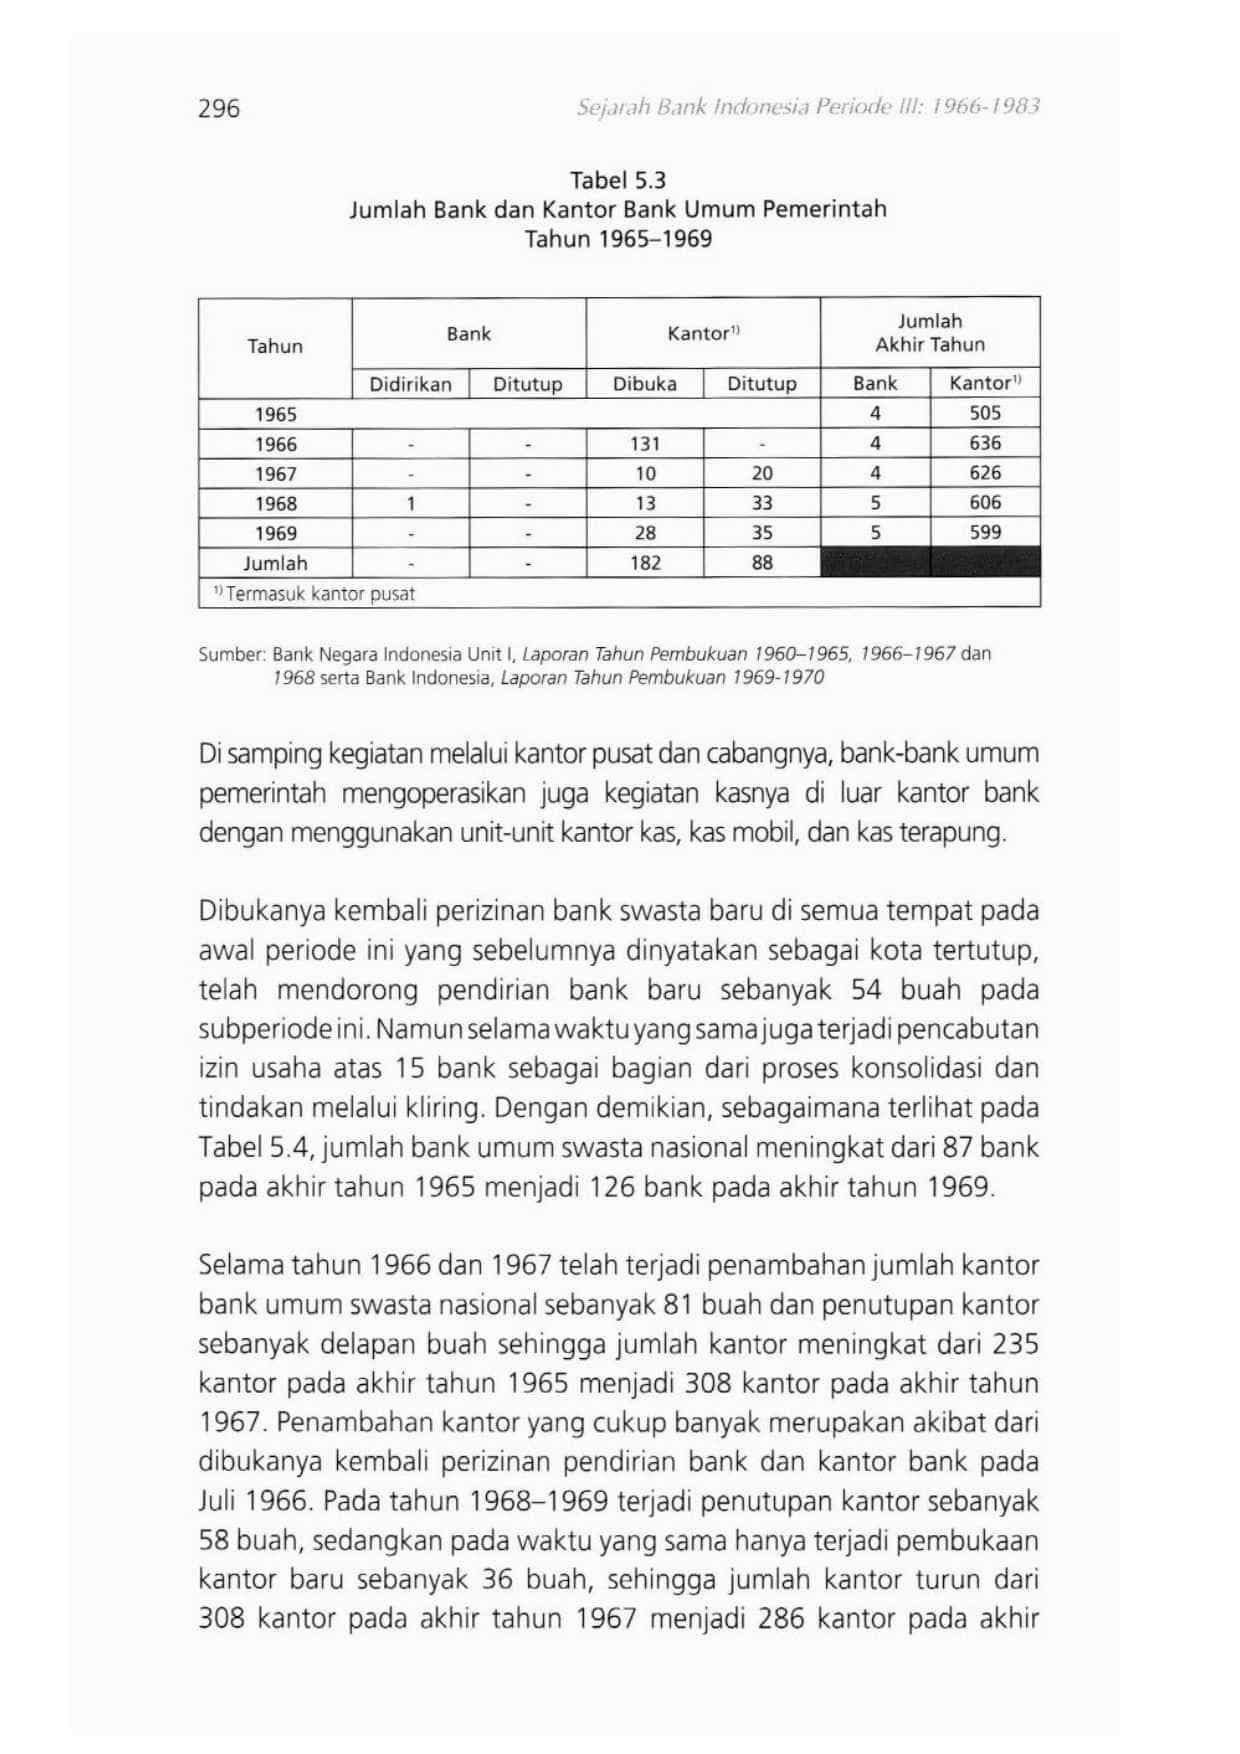 296 Sejarah Bank Indonesia Periode III: 1966-1983
Tabel 5.3
Jumlah Bank dan Kantor Bank Umum Pemerintah
Tahun 1965–1969
Tahun Bank Kantor¹⁾ Jumlah Akhir Tahun
Didirikan Ditutup Dibuka Ditutup Bank Kantor¹⁾
1965 4 505
1966 - - 131 - 4 636
1967 - - 10 20 4 626
1968 1 - 13 33 5 606
1969 - - 28 35 5 599
Jumlah - - 182 88
¹⁾ Termasuk kantor pusat
Sumber: Bank Negara Indonesia Unit I, Laporan Tahun Pembukuan 1960–1965, 1966–1967 dan
1968 serta Bank Indonesia, Laporan Tahun Pembukuan 1969-1970
Di samping kegiatan melalui kantor pusat dan cabangnya, bank-bank umum
pemerintah mengoperasikan juga kegiatan kasnya di luar kantor bank
dengan menggunakan unit-unit kantor kas, kas mobil, dan kas terapung.
Dibukanya kembali perizinan bank swasta baru di semua tempat pada
awal periode ini yang sebelumnya dinyatakan sebagai kota tertutup,
telah mendorong pendirian bank baru sebanyak 54 buah pada
subperiode ini. Namun selama waktu yang sama juga terjadi pencabutan
izin usaha atas 15 bank sebagai bagian dari proses konsolidasi dan
tindakan melalui kliring. Dengan demikian, sebagaimana terlihat pada
Tabel 5.4, jumlah bank umum swasta nasional meningkat dari 87 bank
pada akhir tahun 1965 menjadi 126 bank pada akhir tahun 1969.
Selama tahun 1966 dan 1967 telah terjadi penambahan jumlah kantor
bank umum swasta nasional sebanyak 81 buah dan penutupan kantor
sebanyak delapan buah sehingga jumlah kantor meningkat dari 235
kantor pada akhir tahun 1965 menjadi 308 kantor pada akhir tahun
1967. Penambahan kantor yang cukup banyak merupakan akibat dari
dibukanya kembali perizinan pendirian bank dan kantor bank pada
Juli 1966. Pada tahun 1968–1969 terjadi penutupan kantor sebanyak
58 buah, sedangkan pada waktu yang sama hanya terjadi pembukaan
kantor baru sebanyak 36 buah, sehingga jumlah kantor turun dari
308 kantor pada akhir tahun 1967 menjadi 286 kantor pada akhir